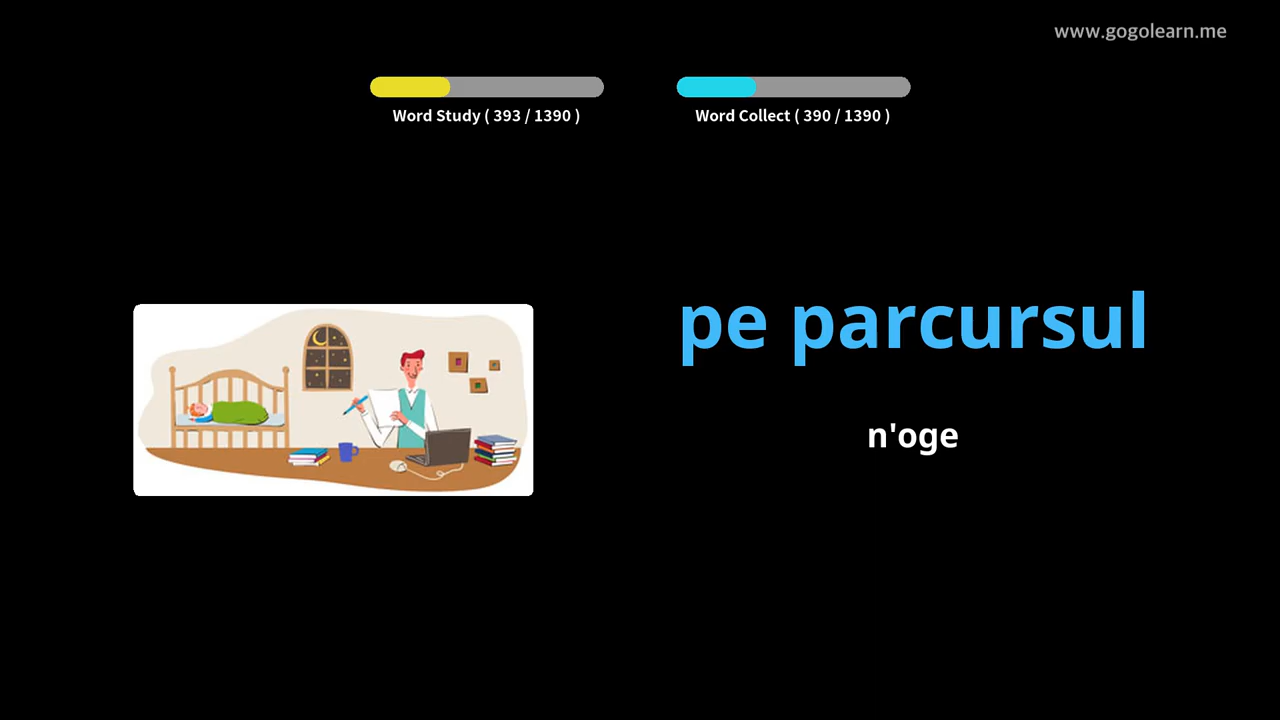 www.gogolearn.me
Word Study ( 393 / 1390 )
Word Collect ( 390 / 1390 )
pe parcursul
n'oge